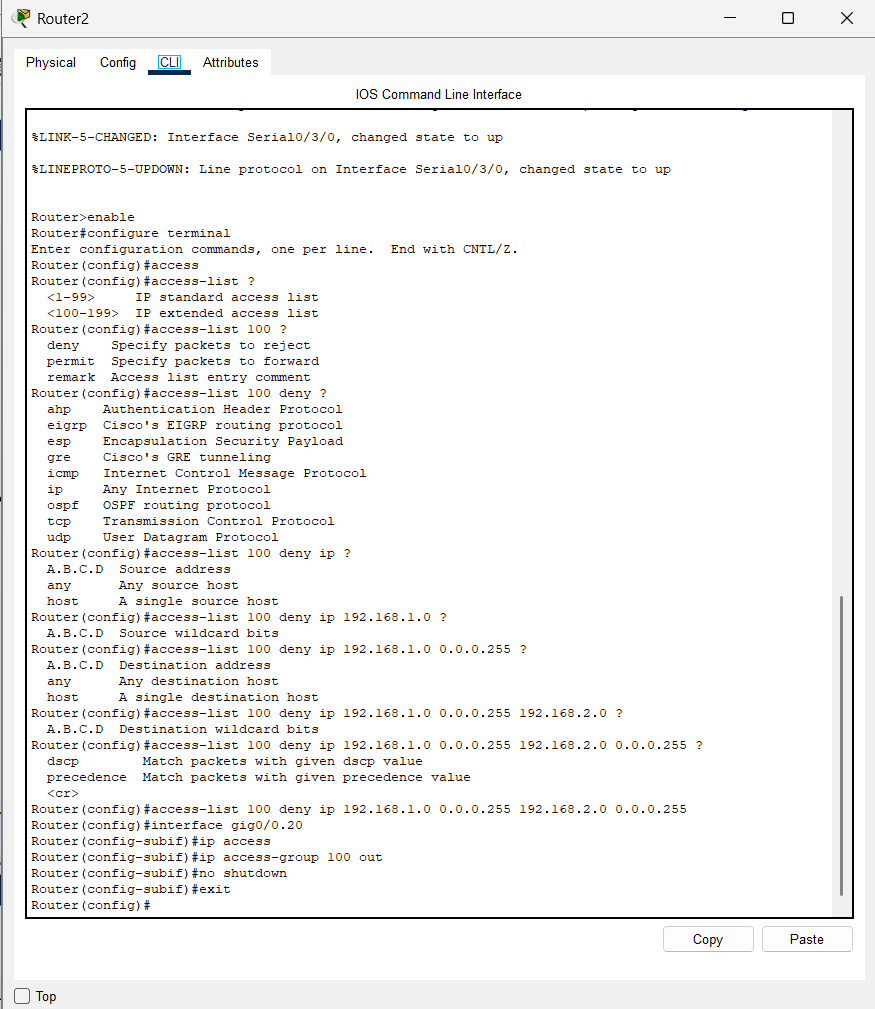 Router2
Physical Config CLI Attributes
IOS Command Line Interface
%LINK-5-CHANGED: Interface Serial0/3/0, changed state to up
%LINEPROTO-5-UPDOWN: Line protocol on Interface Serial0/3/0, changed state to up
Router>enable
Router#configure terminal
Enter configuration commands, one per line.  End with CNTL/Z.
Router(config)#access
Router(config)#access-list ?
  <1-99>     IP standard access list
  <100-199>  IP extended access list
Router(config)#access-list 100 ?
  deny    Specify packets to reject
  permit  Specify packets to forward
  remark  Access list entry comment
Router(config)#access-list 100 deny ?
  ahp    Authentication Header Protocol
  eigrp  Cisco's EIGRP routing protocol
  esp    Encapsulation Security Payload
  gre    Cisco's GRE tunneling
  icmp   Internet Control Message Protocol
  ip     Any Internet Protocol
  ospf   OSPF routing protocol
  tcp    Transmission Control Protocol
  udp    User Datagram Protocol
Router(config)#access-list 100 deny ip ?
  A.B.C.D  Source address
  any      Any source host
  host     A single source host
Router(config)#access-list 100 deny ip 192.168.1.0 ?
  A.B.C.D  Source wildcard bits
Router(config)#access-list 100 deny ip 192.168.1.0 0.0.0.255 ?
  A.B.C.D  Destination address
  any      Any destination host
  host     A single destination host
Router(config)#access-list 100 deny ip 192.168.1.0 0.0.0.255 192.168.2.0 ?
  A.B.C.D  Destination wildcard bits
Router(config)#access-list 100 deny ip 192.168.1.0 0.0.0.255 192.168.2.0 0.0.0.255 ?
  dscp        Match packets with given dscp value
  precedence  Match packets with given precedence value
  <cr>
Router(config)#access-list 100 deny ip 192.168.1.0 0.0.0.255 192.168.2.0 0.0.0.255
Router(config)#interface gig0/0.20
Router(config-subif)#ip access
Router(config-subif)#ip access-group 100 out
Router(config-subif)#no shutdown
Router(config-subif)#exit
Router(config)#
Copy Paste
Top